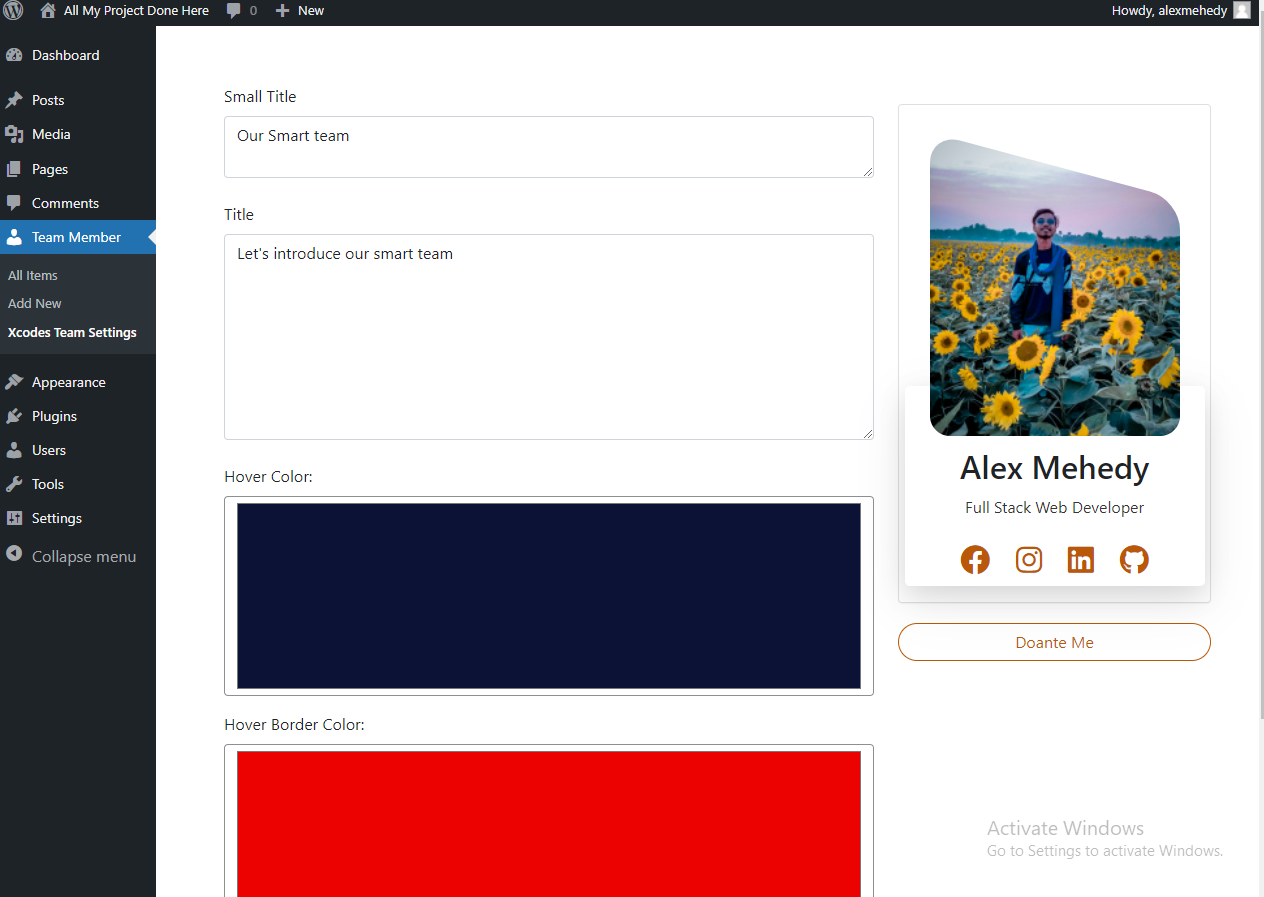 All My Project Done Here
0
New
Howdy, alexmehedy
Dashboard
Posts
Media
Pages
Comments
Team Member
All Items
Add New
Xcodes Team Settings
Appearance
Plugins
Users
Tools
Settings
Collapse menu
Small Title
Our Smart team
Title
Let's introduce our smart team
Hover Color:
Hover Border Color:
Alex Mehedy
Full Stack Web Developer
in
Doante Me
Activate Windows
Go to Settings to activate Windows.